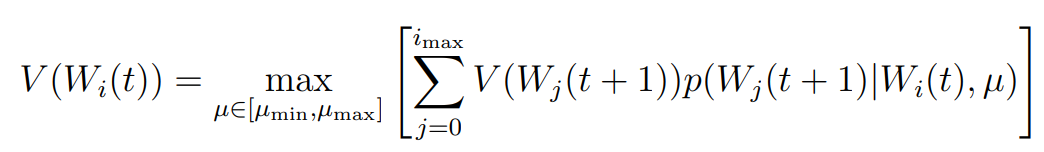 V(W_i(t)) = \max_{\mu \in [\mu_{\min}, \mu_{\max}]} \left[ \sum_{j=0}^{i_{\max}} V(W_j(t+1)) p(W_j(t+1)|W_i(t), \mu) \right]